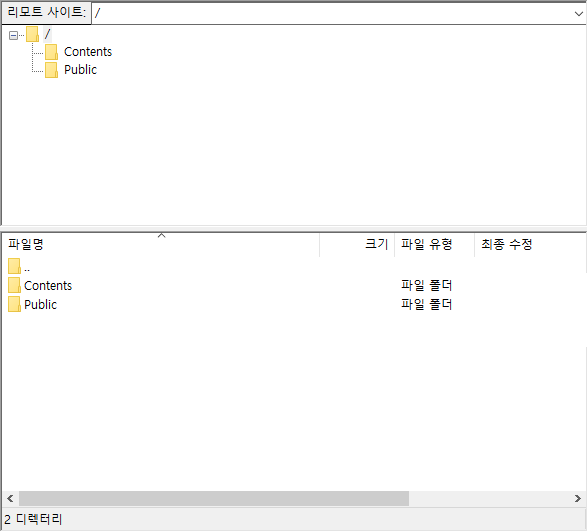 리모트 사이트: /
/
Contents
Public
파일명 크기 파일 유형 최종 수정
..
Contents 파일 폴더
Public 파일 폴더
2 디렉터리